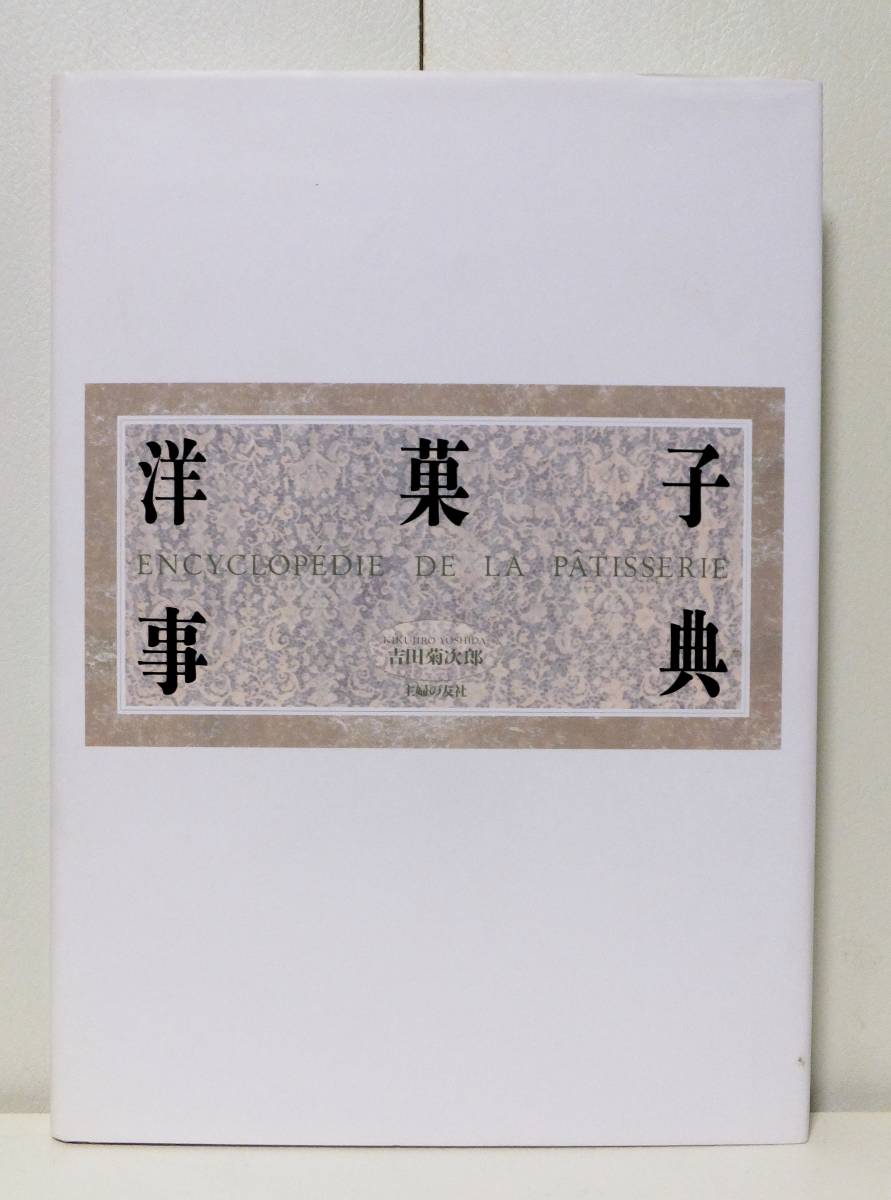 洋菓子
ENCYCLOPÉDIE DE LA PÂTISSERIE
事典
KIKUJIRO YOSHIDA
吉田菊次郎
主婦の友社